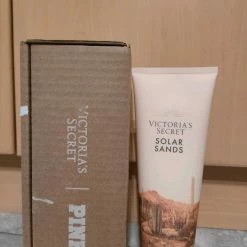 VICTORIA'S
SECRET
PINK
VICTORIA'S
SECRET
SOLAR
SANDS